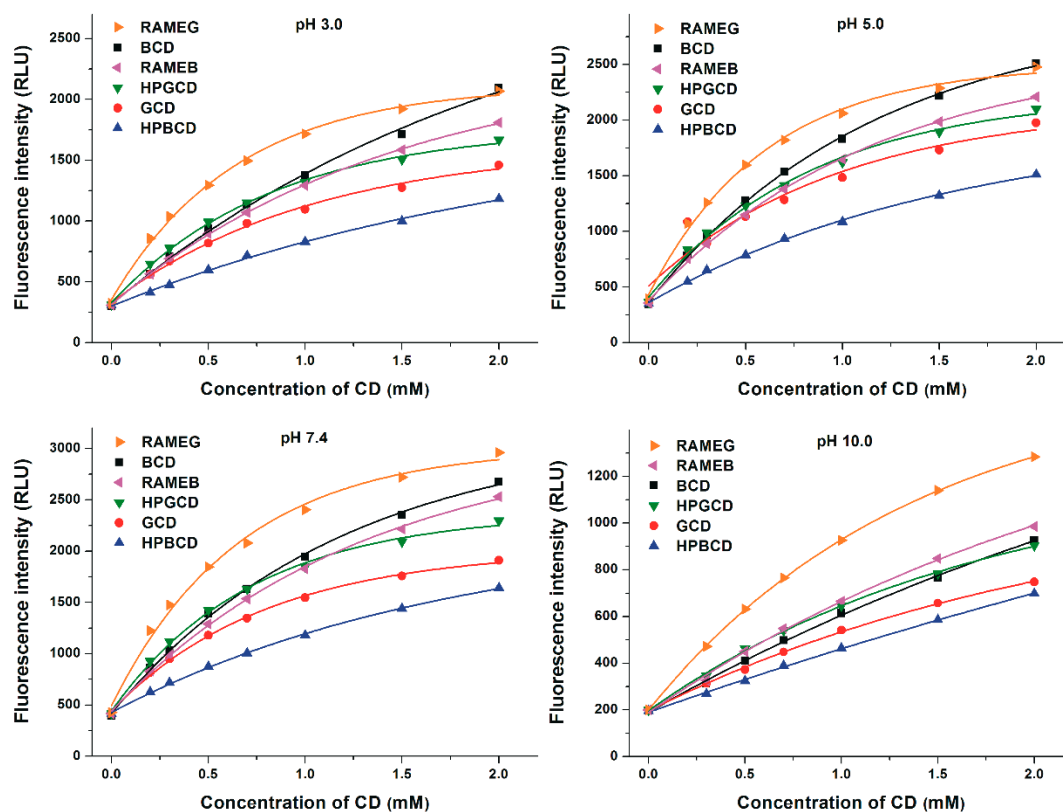 pH 3.0
RAMEG
BCD
RAMEB
HPGCD
GCD
HPBCD
Fluorescence intensity (RLU)
2500
2000
1500
1000
500
0
0.0 0.5 1.0 1.5 2.0
Concentration of CD (mM)
pH 5.0
RAMEG
BCD
RAMEB
HPGCD
GCD
HPBCD
Fluorescence intensity (RLU)
2500
2000
1500
1000
500
0
0.0 0.5 1.0 1.5 2.0
Concentration of CD (mM)
pH 7.4
RAMEG
BCD
RAMEB
HPGCD
GCD
HPBCD
Fluorescence intensity (RLU)
3000
2500
2000
1500
1000
500
0
0.0 0.5 1.0 1.5 2.0
Concentration of CD (mM)
pH 10.0
RAMEG
RAMEB
BCD
HPGCD
GCD
HPBCD
Fluorescence intensity (RLU)
1200
1000
800
600
400
200
0
0.0 0.5 1.0 1.5 2.0
Concentration of CD (mM)